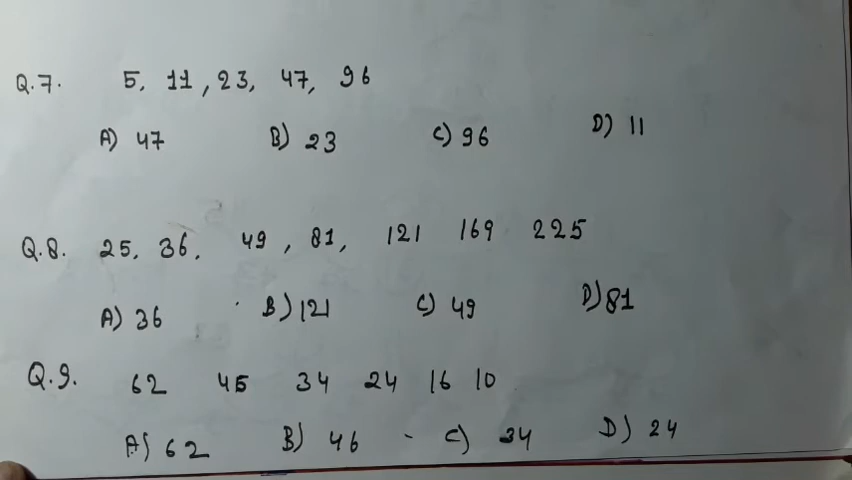 Q.7. 5, 11, 23, 47, 96
A) 47 B) 23 C) 96 D) 11
Q.8. 25, 36, 49, 81, 121 169 225
A) 36 B) 121 C) 49 D) 81
Q.9. 62 45 34 24 16 10
A) 62 B) 46 C) 34 D) 24